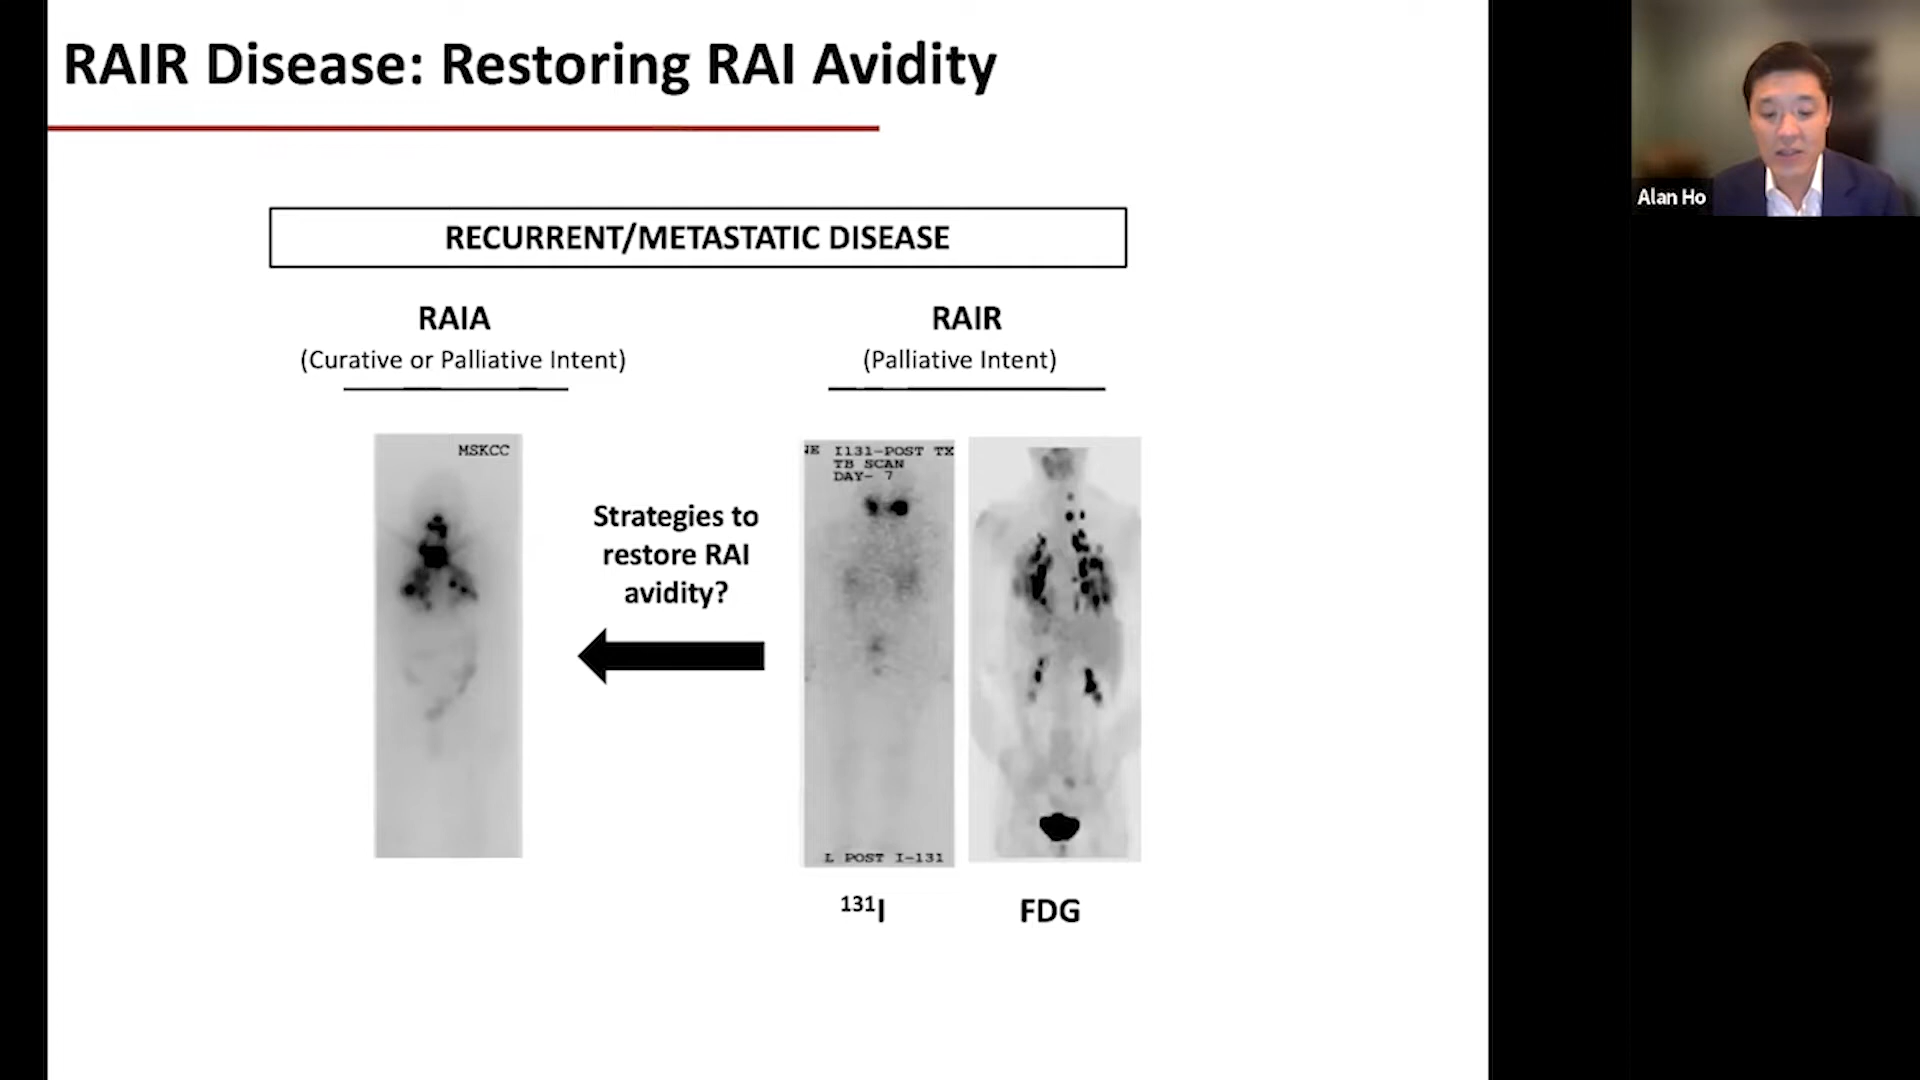 RAIR Disease: Restoring RAI Avidity
Alan Ho
RECURRENT/METASTATIC DISEASE
RAIA
(Curative or Palliative Intent)
RAIR
(Palliative Intent)
MSKCC
Strategies to
restore RAI
avidity?
I131-POST TX
TB SCAN
DAY- 7
L POST I-131
131I
FDG